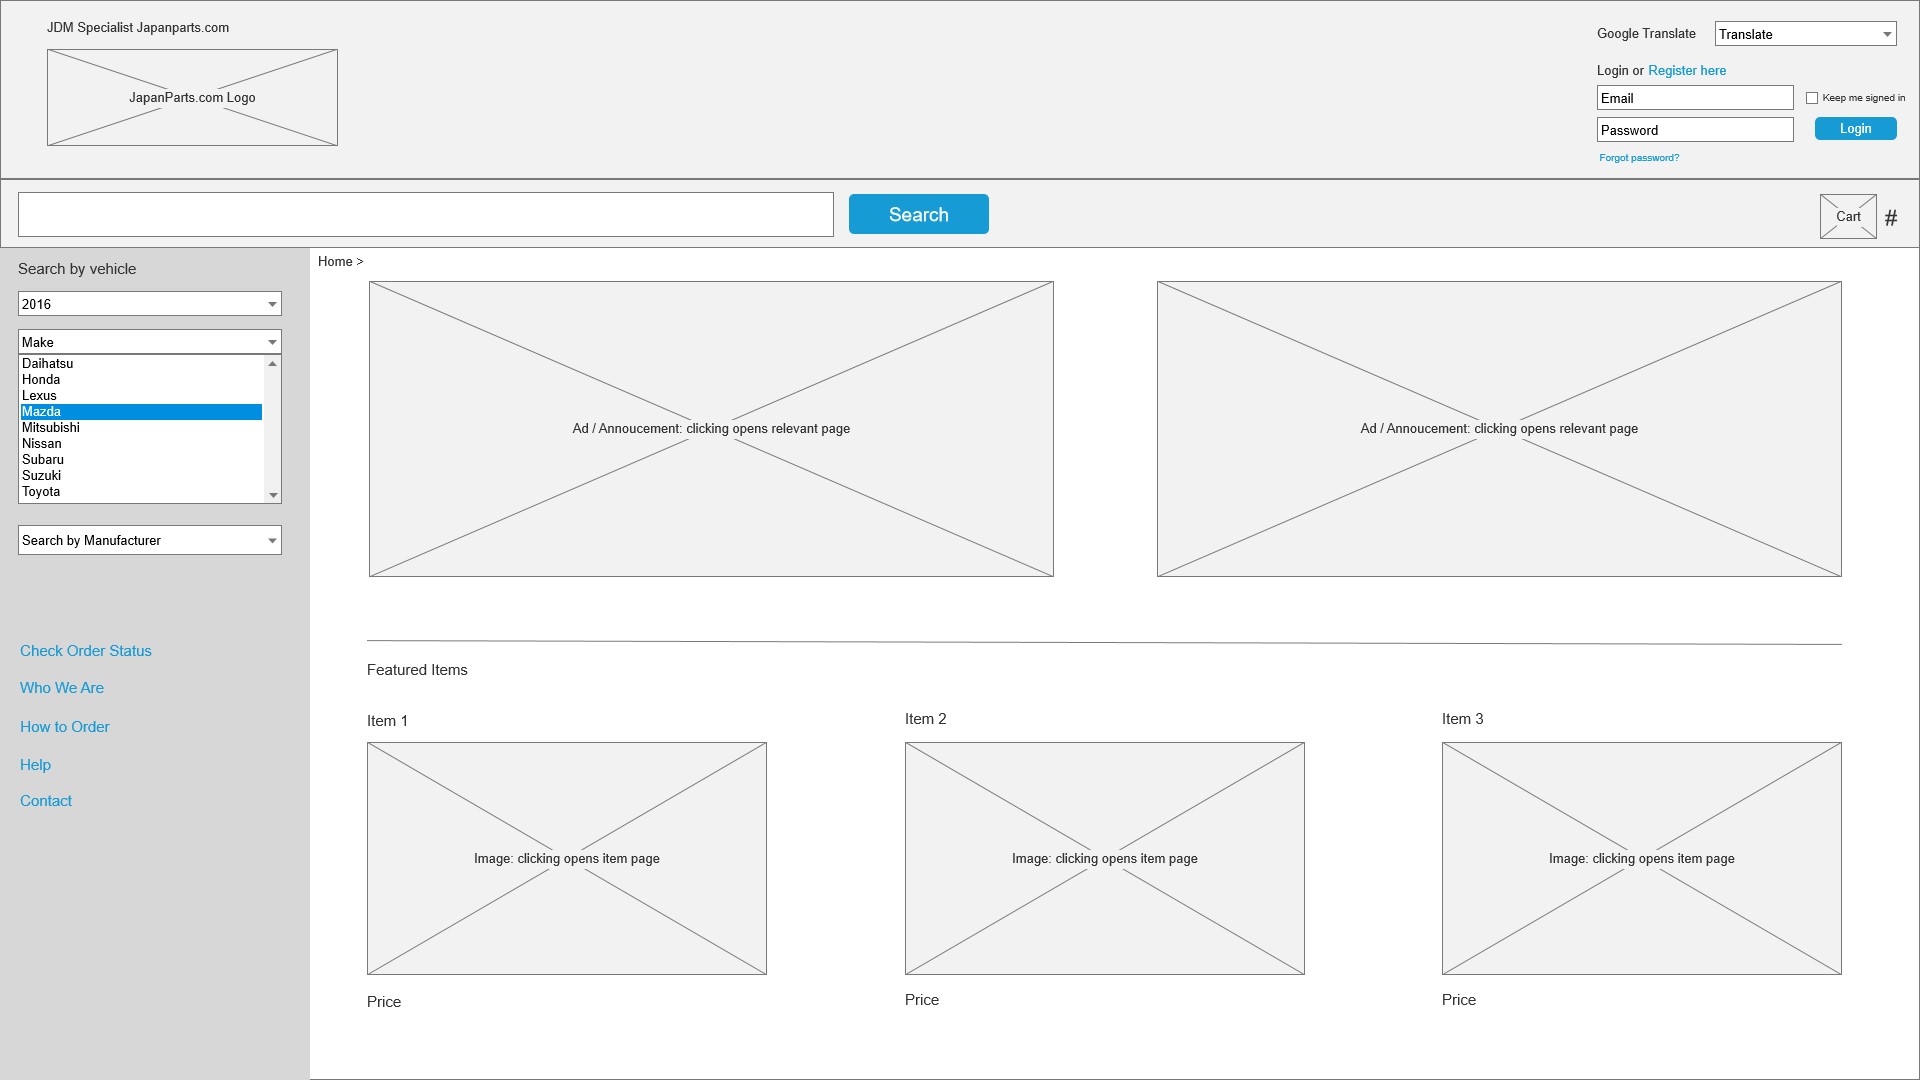 JDM Specialist Japanparts.com
JapanParts.com Logo
Google Translate
Translate
Login or Register here
Email
Keep me signed in
Password
Login
Forgot password?
Search
Cart
#
Search by vehicle
2016
Make
Daihatsu
Honda
Lexus
Mazda
Mitsubishi
Nissan
Subaru
Suzuki
Toyota
Search by Manufacturer
Check Order Status
Who We Are
How to Order
Help
Contact
Home >
Ad / Annoucement: clicking opens relevant page
Ad / Annoucement: clicking opens relevant page
Featured Items
Item 1
Item 2
Item 3
Image: clicking opens item page
Image: clicking opens item page
Image: clicking opens item page
Price
Price
Price